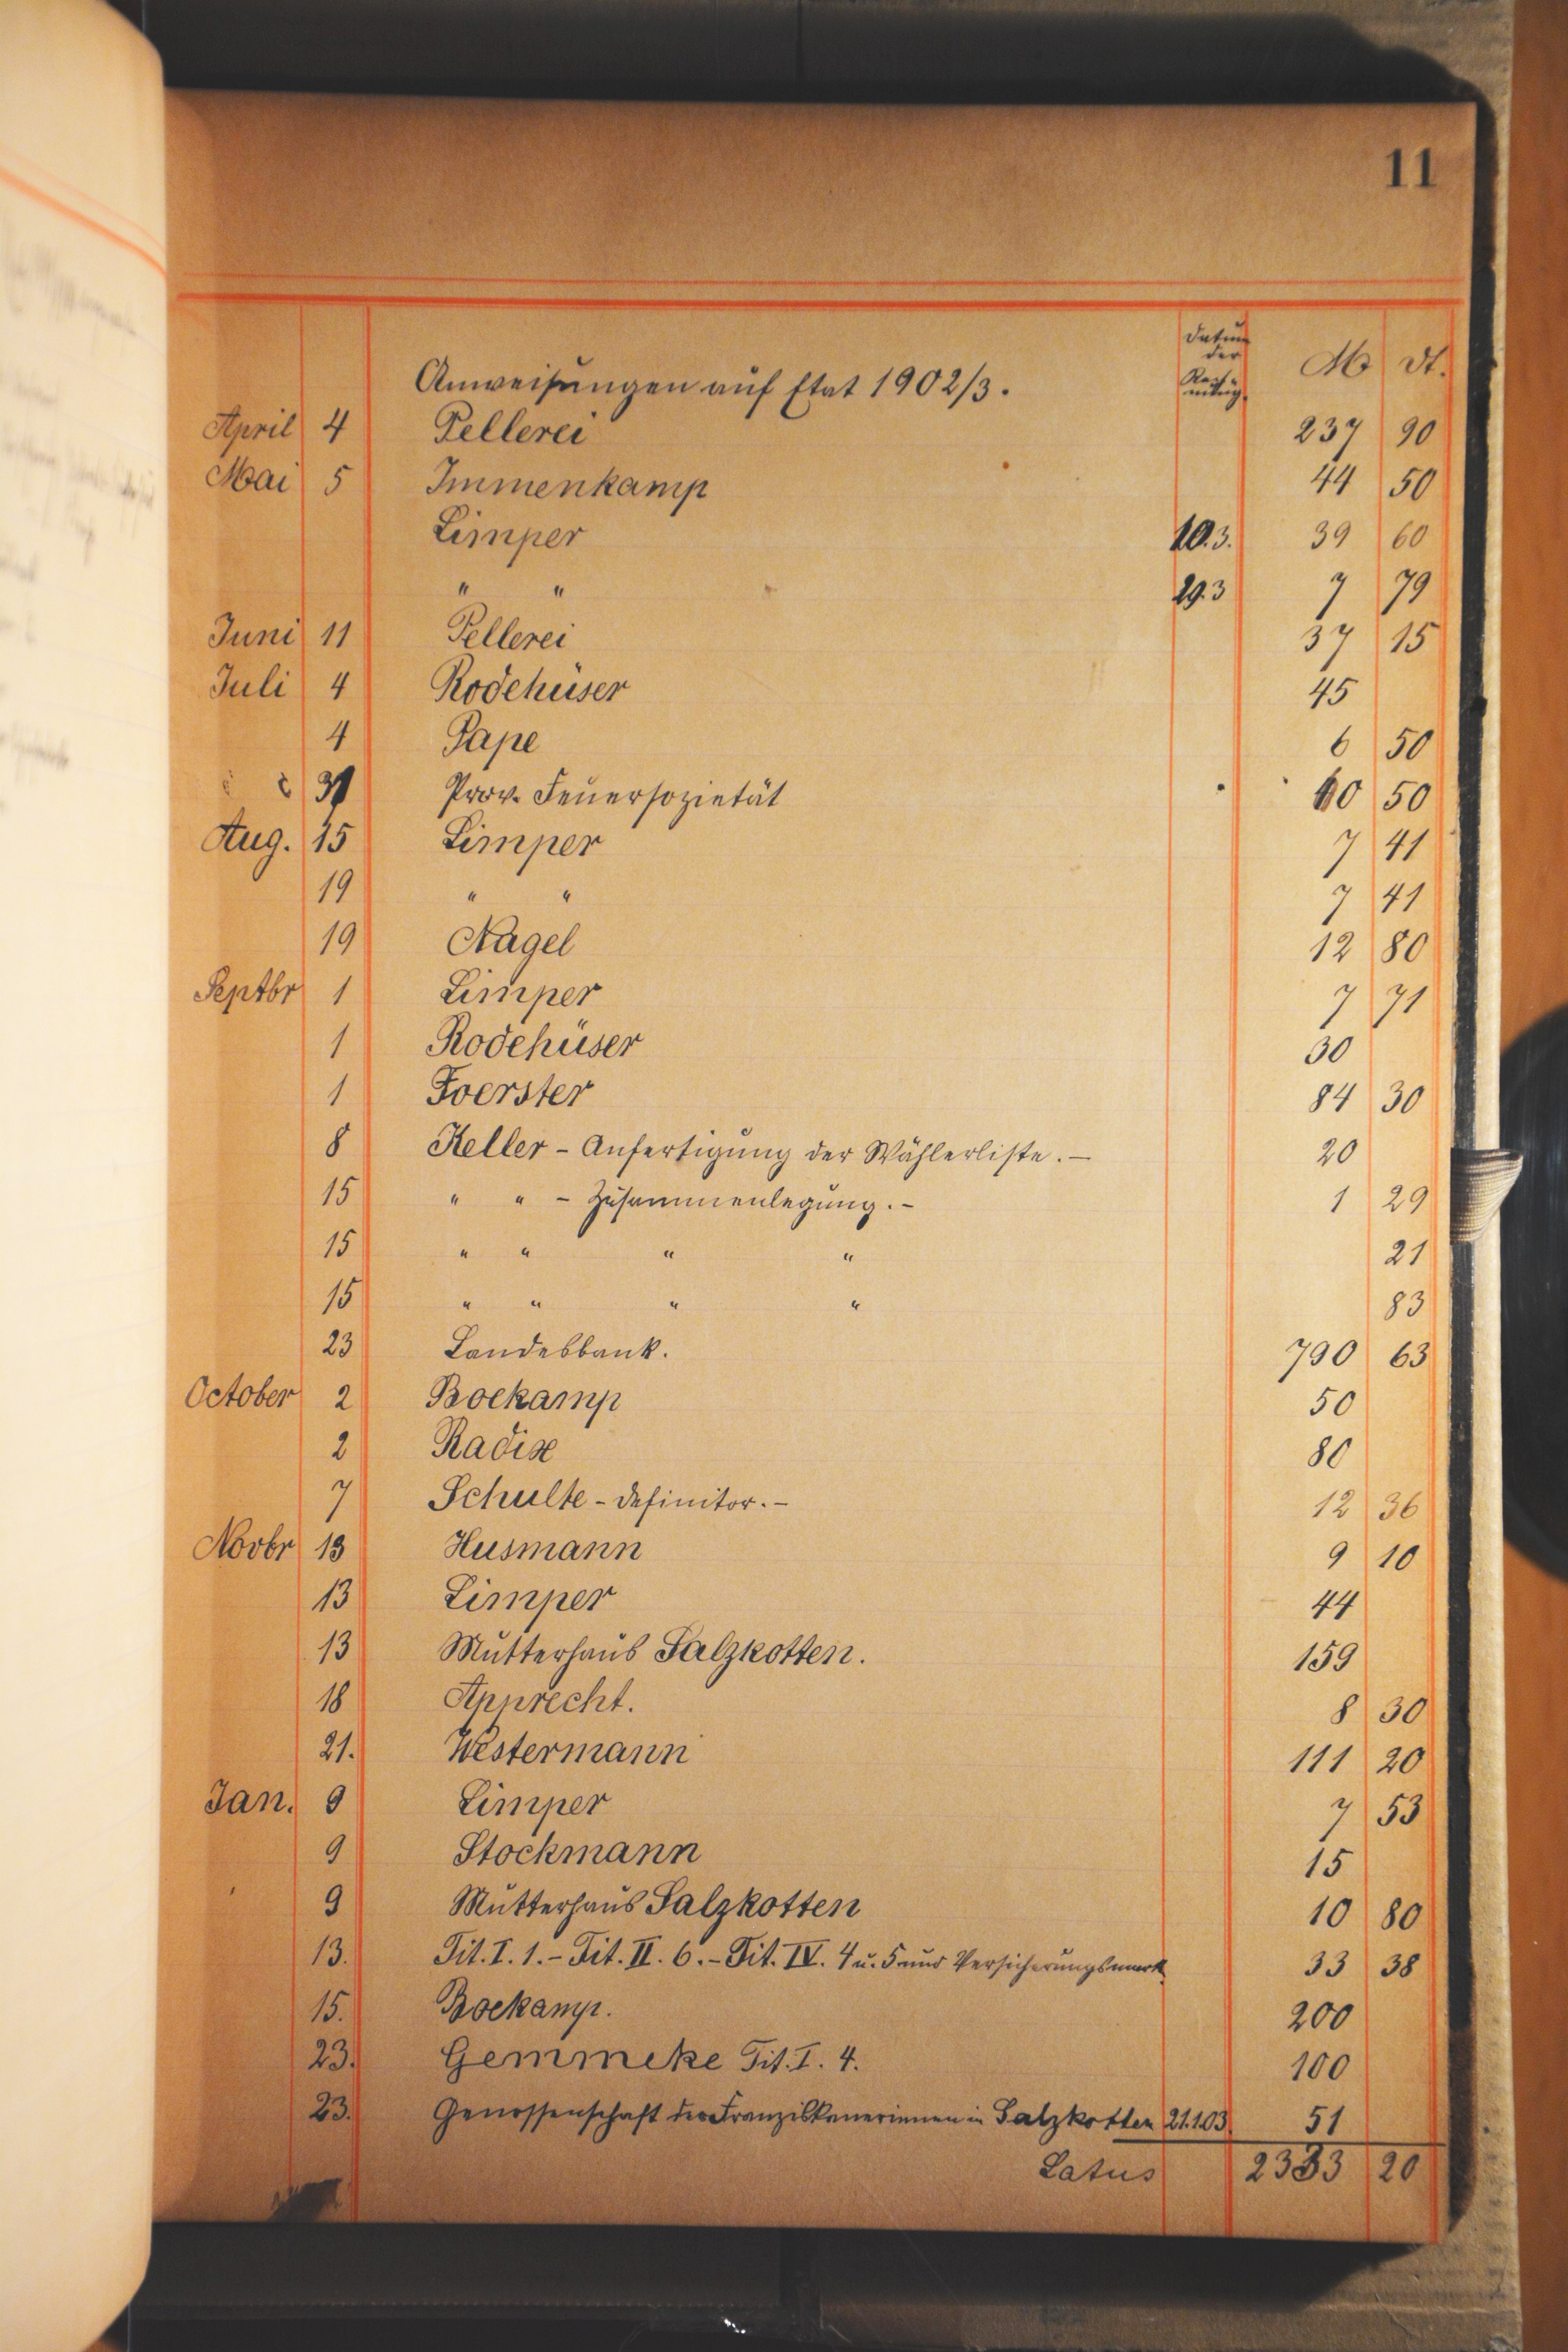 11
Datum der
M dt.
Anweisungen auf Etat 1902/3.
April 4 Pellerei 237 90
Mai 5 Immenkamp 44 50
Limper 10.3. 39 60
" " 29.3 7 79
Juni 11 Pellerei 37 15
Juli 4 Rodehüser 45
4 Pape 6 50
31 Prov. Feuersozietät 60 50
Aug. 15 Limper 7 41
19 " " 7 41
19 Nagel 12 80
Septbr 1 Limper 7 71
1 Rodehüser 30
1 Foerster 84 30
8 Keller - Anfertigung der Wählerliste. - 20
15 " " - Zusammenlegung. - 1 29
15 " " " " 21
15 " " " " 83
23 Landesbank. 790 63
October 2 Boekamp 50
2 Radix 80
7 Schulte - Definitor. - 12 36
Novbr 13 Husmann 9 10
13 Limper 44
13 Mutterhaus Salzkotten. 159
18 Apprecht. 8 30
21. Westermann 111 20
Jan. 9 Limper 7 53
9 Stockmann 15
9 Mutterhaus Salzkotten 10 80
13. Tit. I. 1. - Tit. II. 6. - Tit. IV. 4 u. 5 und Versicherungsmark 33 38
15. Boekamp. 200
23. Gemmeke Tit. I. 4. 100
23. Genossenschaft der Franziskanerinnen in Salzkotten 21.1.03 51
Latus 2333 20